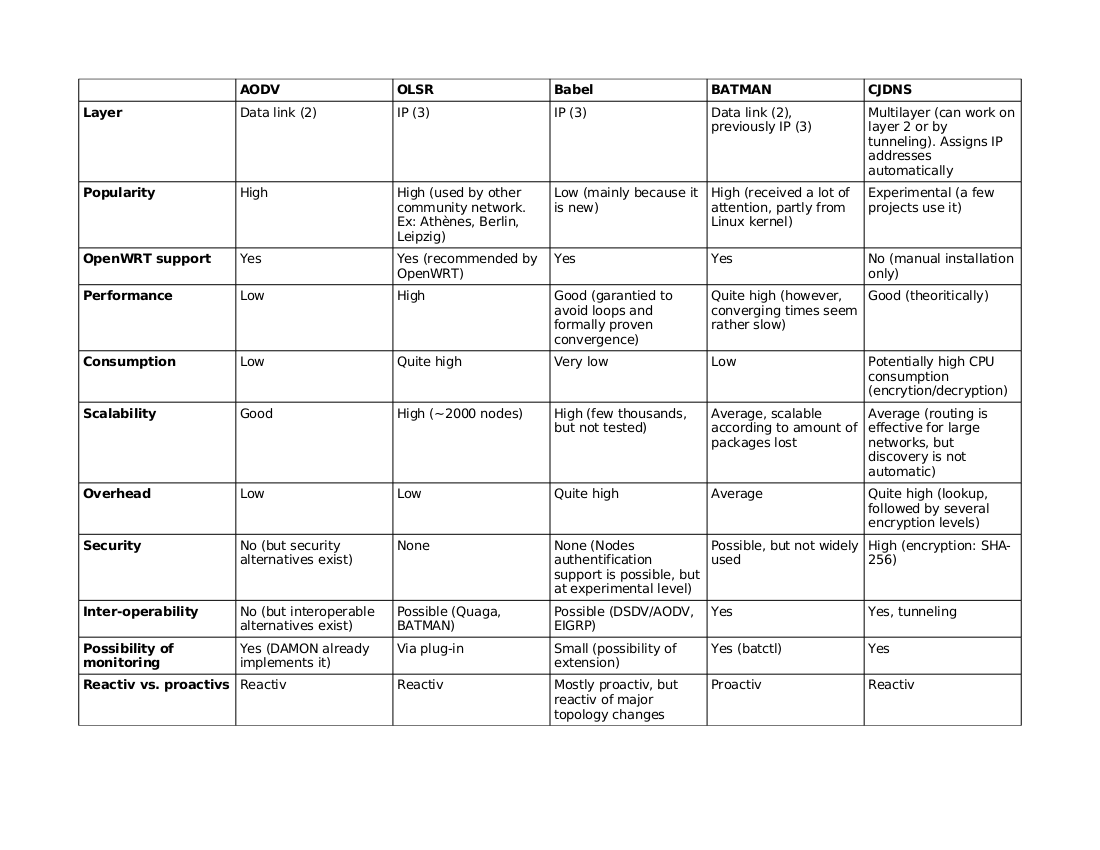 AODV OLSR Babel BATMAN CJDNS
Layer Data link (2) IP (3) IP (3) Data link (2), Multilayer (can work on
previously IP (3) layer 2 or by
tunneling). Assigns IP
addresses
automatically
Popularity High High (used by other Low (mainly because it High (received a lot of Experimental (a few
community network. is new) attention, partly from projects use it)
Ex: Athènes, Berlin, Linux kernel)
Leipzig)
OpenWRT support Yes Yes (recommended by Yes Yes No (manual installation
OpenWRT) only)
Performance Low High Good (garantied to Quite high (however, Good (theoritically)
avoid loops and converging times seem
formally proven rather slow)
convergence)
Consumption Low Quite high Very low Low Potentially high CPU
consumption
(encrytion/decryption)
Scalability Good High (~2000 nodes) High (few thousands, Average, scalable Average (routing is
but not tested) according to amount of effective for large
packages lost networks, but
discovery is not
automatic)
Overhead Low Low Quite high Average Quite high (lookup,
followed by several
encryption levels)
Security No (but security None None (Nodes Possible, but not widely High (encryption: SHA-
alternatives exist) authentification used 256)
support is possible, but
at experimental level)
Inter-operability No (but interoperable Possible (Quaga, Possible (DSDV/AODV, Yes Yes, tunneling
alternatives exist) BATMAN) EIGRP)
Possibility of Yes (DAMON already Via plug-in Small (possibility of Yes (batctl) Yes
monitoring implements it) extension)
Reactiv vs. proactivs Reactiv Reactiv Mostly proactiv, but Proactiv Reactiv
reactiv of major
topology changes